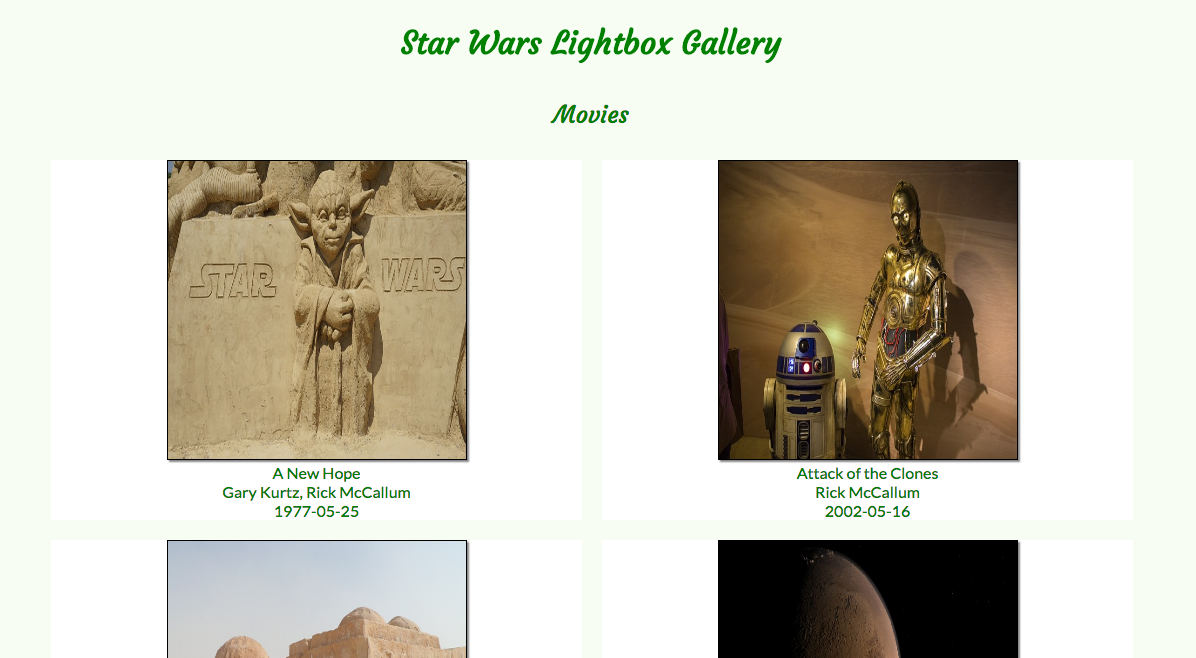 Star Wars Lightbox Gallery
Movies
STAR WARS
A New Hope
Gary Kurtz, Rick McCallum
1977-05-25
Attack of the Clones
Rick McCallum
2002-05-16